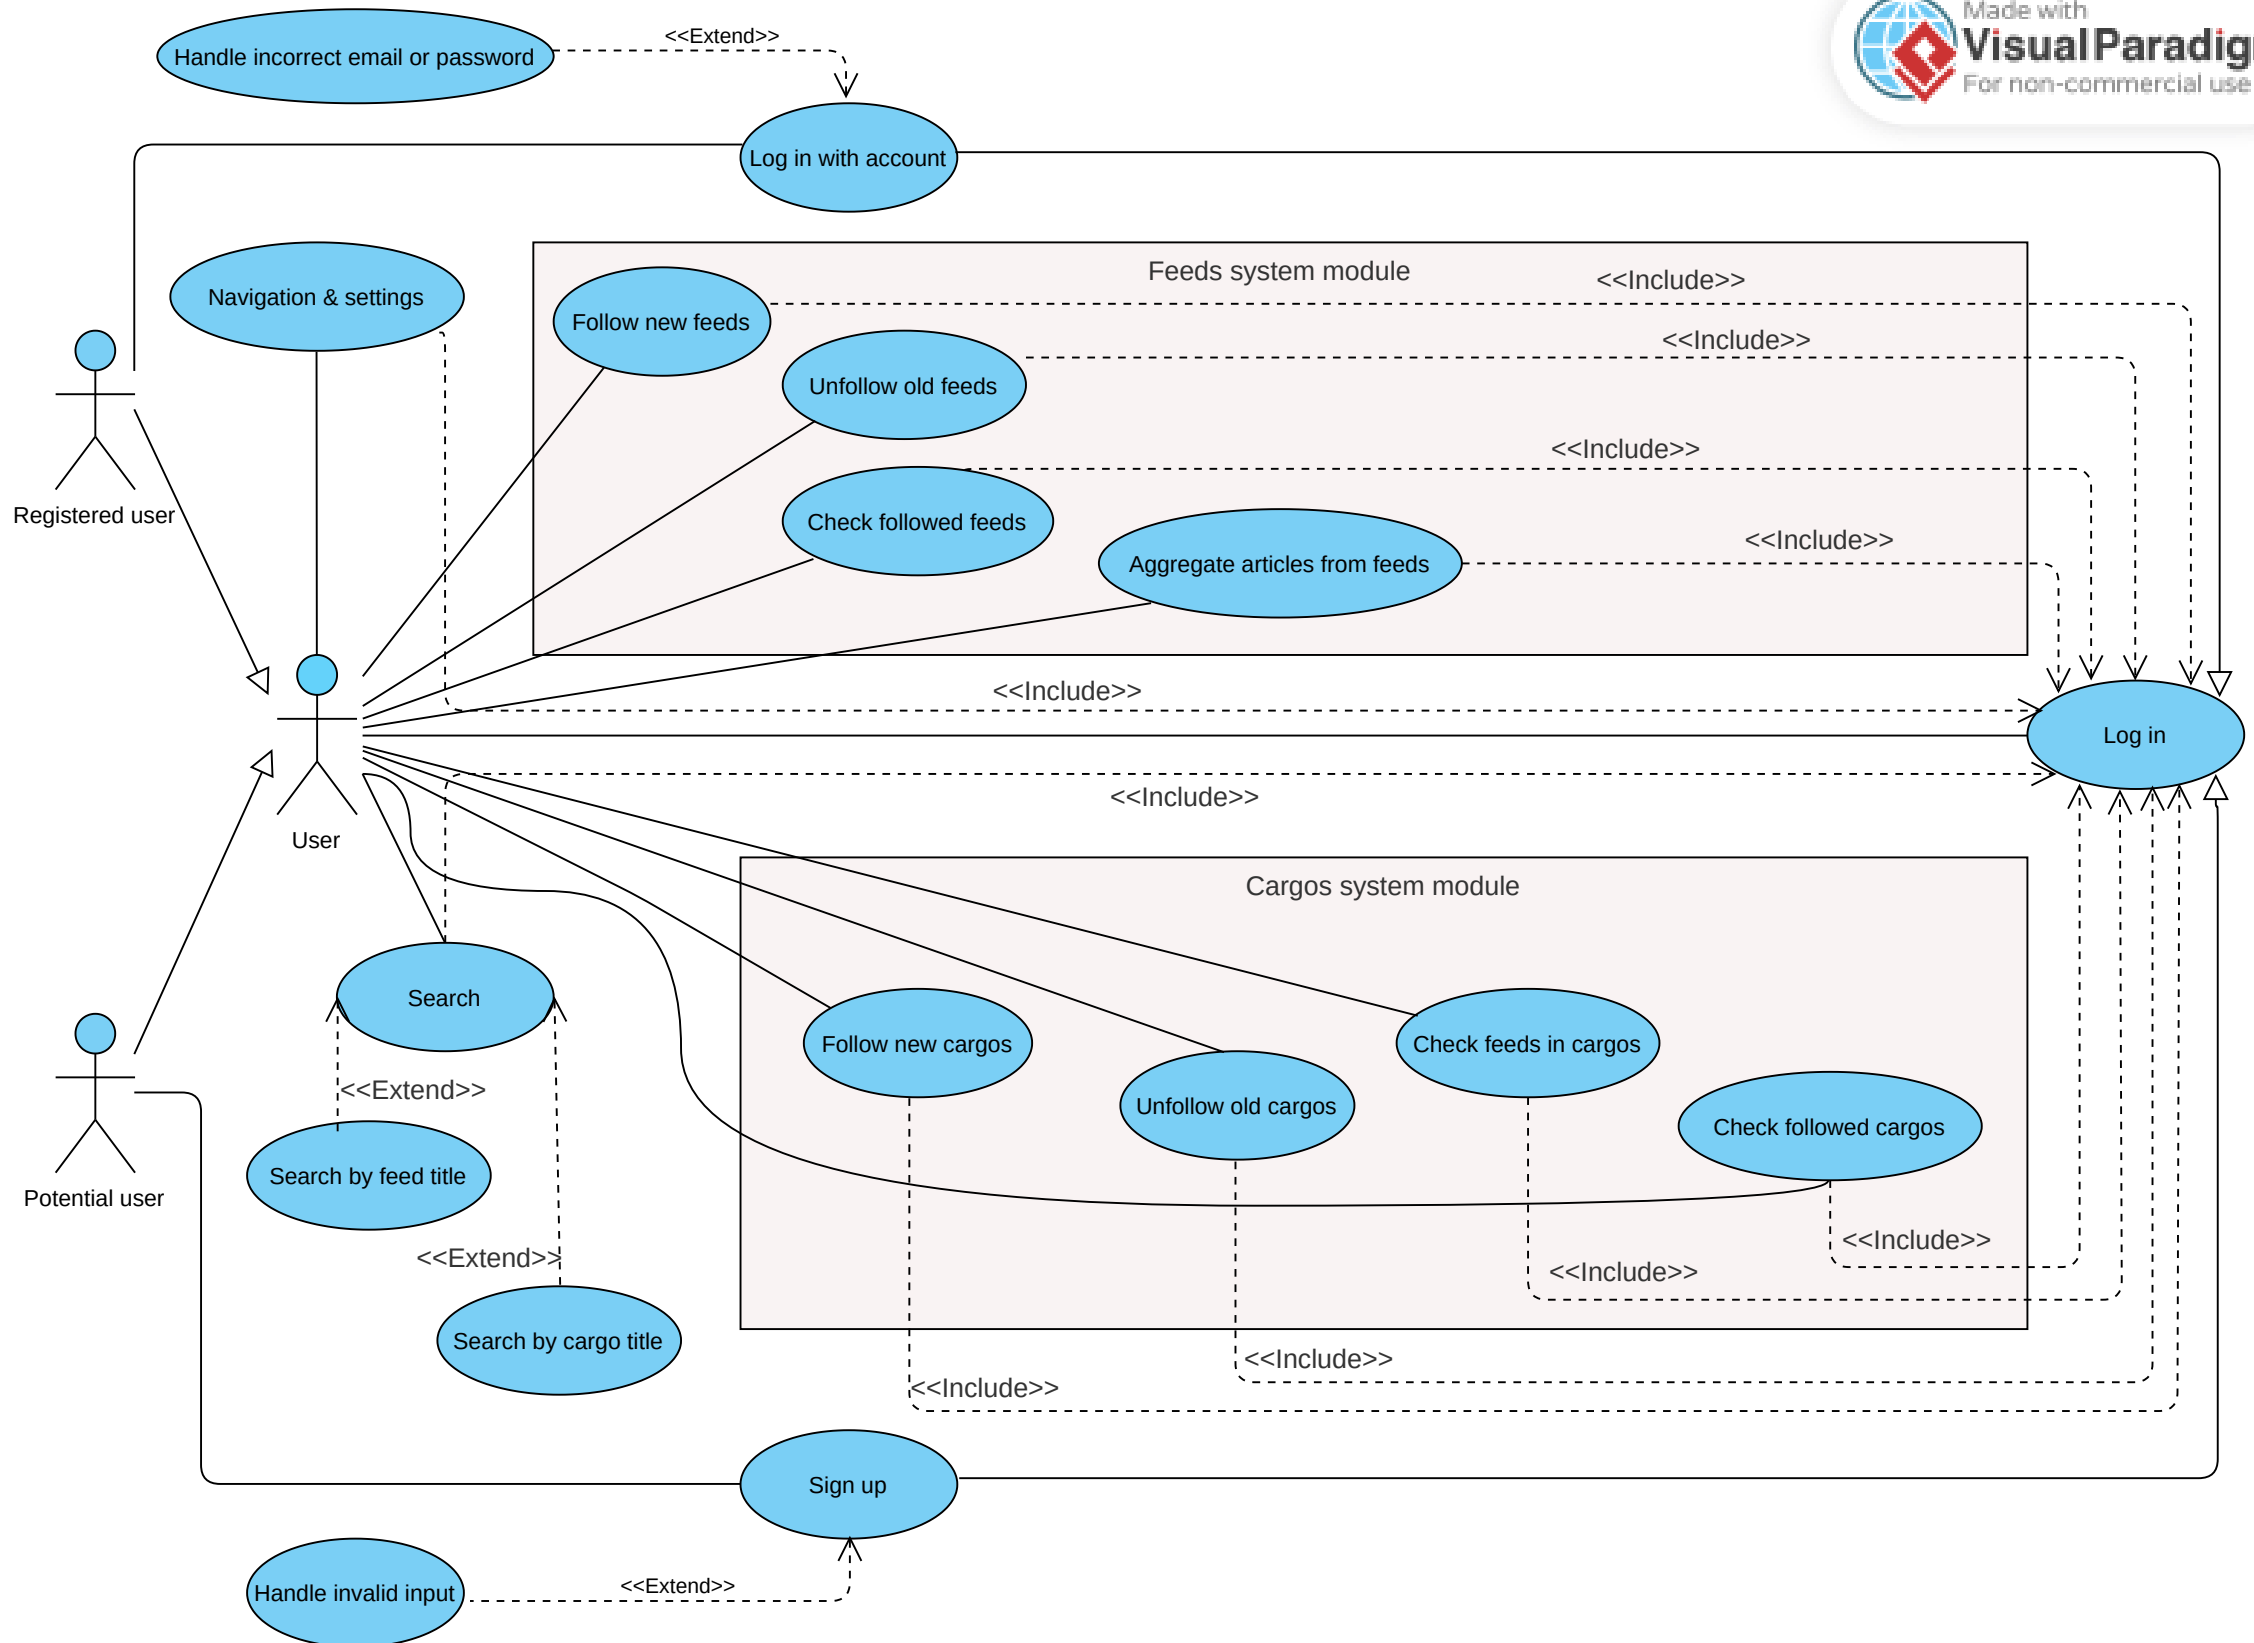 Made with
Visual Paradig
For non-commercial use
Handle incorrect email or password
<<Extend>>
Log in with account
Navigation & settings
Feeds system module
<<Include>>
Follow new feeds
<<Include>>
Unfollow old feeds
<<Include>>
Registered user
Check followed feeds
<<Include>>
Aggregate articles from feeds
<<Include>>
Log in
<<Include>>
User
Cargos system module
Search
Follow new cargos
Check feeds in cargos
<<Extend>>
Unfollow old cargos
Check followed cargos
Search by feed title
Potential user
<<Include>>
<<Extend>>
<<Include>>
Search by cargo title
<<Include>>
<<Include>>
Sign up
<<Extend>>
Handle invalid input